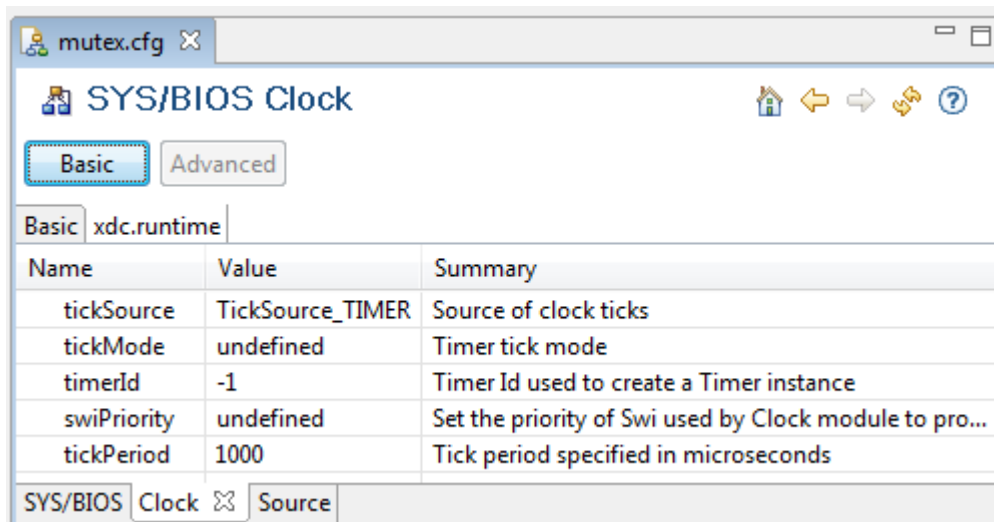 mutex.cfg
SYS/BIOS Clock
Basic Advanced
Basic xdc.runtime
Name Value Summary
tickSource TickSource_TIMER Source of clock ticks
tickMode undefined Timer tick mode
timerId -1 Timer Id used to create a Timer instance
swiPriority undefined Set the priority of Swi used by Clock module to pro...
tickPeriod 1000 Tick period specified in microseconds
SYS/BIOS Clock Source